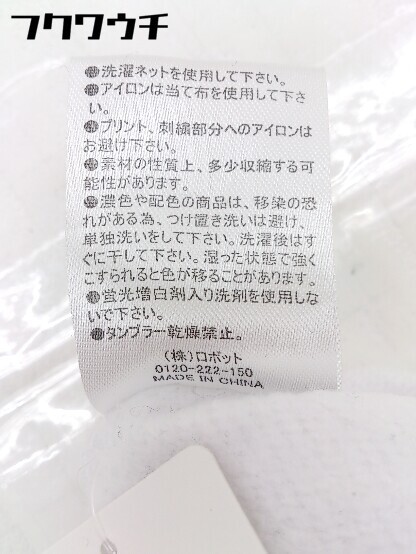 フクワウチ
●洗濯ネットを使用して下さい。
●アイロンは当て布を使用して下さ
い。
●プリント、刺繍部分へのアイロンは
お避け下さい。
●素材の性質上、多少収縮する可
能性があります。
●濃色や配色の商品は、移染の恐
れがある為、つけ置き洗いは避け、
単独洗いをして下さい。洗濯後はす
ぐに干して下さい。湿った状態で強く
こすられると色が移ることがあります。
●蛍光増白剤入り洗剤を使用しな
いで下さい。
●タンブラー乾燥禁止。
(株)ロボット
0120-222-150
MADE IN CHINA